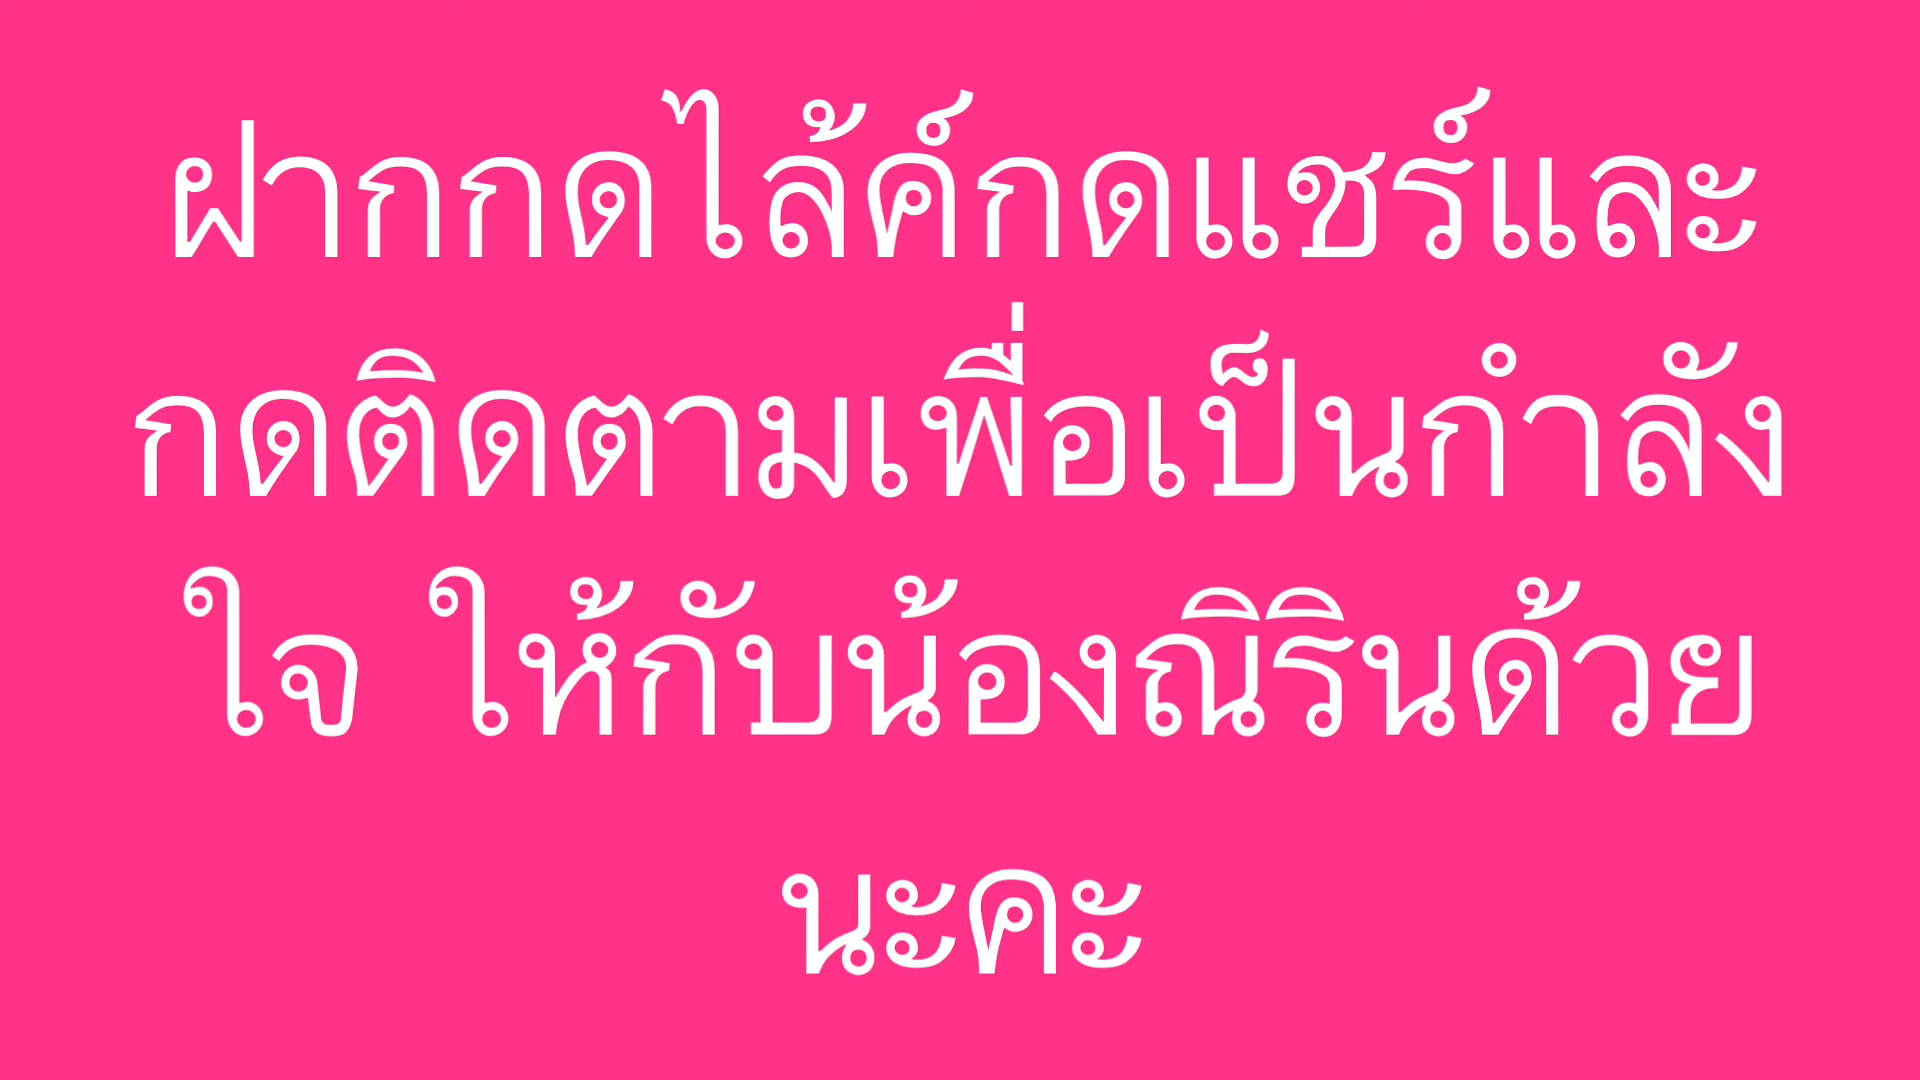 ฝากกดไล้ค์กดแชร์และ
กดติดตามเพื่อเป็นกำลัง
ใจ ให้กับน้องณิรินด้วย
นะคะ